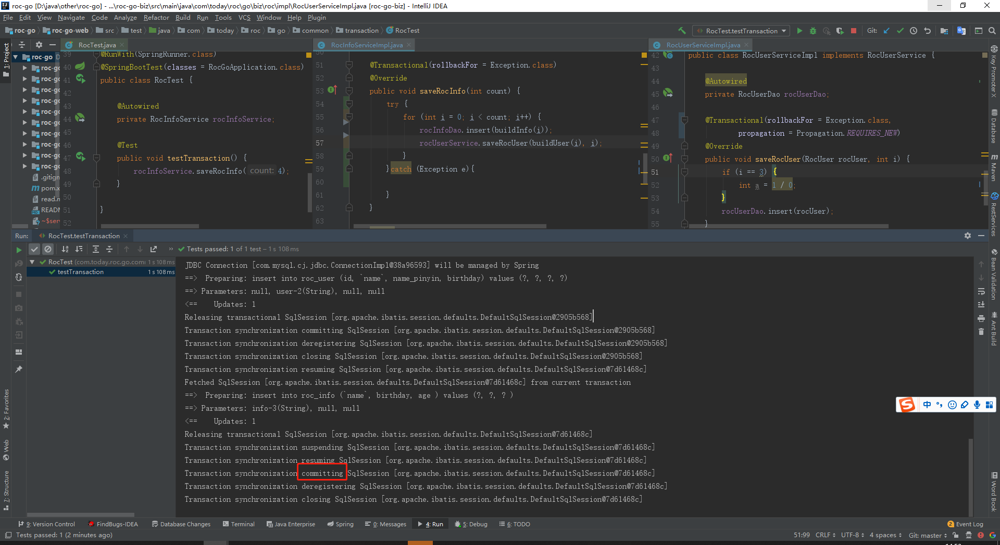 roc-go [D:\java\other\roc-go] - ...\roc-go-biz\src\main\java\com\today\roc\go\biz\roc\impl\RocUserServiceImpl.java [roc-go-biz] - IntelliJ IDEA
File Edit View Navigate Code Analyze Refactor Build Run Tools VCS Window Help Plugin
roc-go roc-go-web src test java com today roc go common transaction RocTest
RocTest.testTransaction Git:
1: Project
roc-go D
roc-g
roc-g
roc-g
roc-g
roc-g
roc-g
roc-g
roc-g
roc-g
roc-g
.gitign
pom.x
read.n
READM
~$serv
RocTest.java
39 @RunWith(SpringRunner.class)
40 @SpringBootTest(classes = RocGoApplication.class)
41 public class RocTest {
42
43 @Autowired
44 private RocInfoService rocInfoService;
45
46 @Test
47 public void testTransaction() {
48 rocInfoService.saveRocInfo( count: 4);
49 }
50
51 }
52
RocInfoServiceImpl.java
50
51 @Transactional(rollbackFor = Exception.class)
52 @Override
53 public void saveRocInfo(int count) {
54 try {
55 for (int i = 0; i < count; i++) {
56 rocInfoDao.insert(buildInfo(i));
57 rocUserService.saveRocUser(buildUser(i), i);
58 }
59 }catch (Exception e){
60
61 }
62 }
63
RocUserServiceImpl.java
42 public class RocUserServiceImpl implements RocUserService {
43
44 @Autowired
45 private RocUserDao rocUserDao;
46
47 @Transactional(rollbackFor = Exception.class,
48 propagation = Propagation.REQUIRES_NEW)
49 @Override
50 public void saveRocUser(RocUser rocUser, int i) {
51 if (i == 3) {
52 int a = 1 / 0;
53 }
54 rocUserDao.insert(rocUser);
55 }
Key Promoter X
Database
Maven
RestServices
Bean Validation
Ant Build
Word Book
Run: RocTest.testTransaction
Tests passed: 1 of 1 test – 1 s 108 ms
RocTest (com.today.roc.go.comı 1 s 108 ms
testTransaction 1 s 108 ms
JDBC Connection [com.mysql.cj.jdbc.ConnectionImpl@38a96593] will be managed by Spring
==>  Preparing: insert into roc_user (id, `name`, name_pinyin, birthday) values (?, ?, ?, ?)
==> Parameters: null, user-2(String), null, null
<==    Updates: 1
Releasing transactional SqlSession [org.apache.ibatis.session.defaults.DefaultSqlSession@2905b568]
Transaction synchronization committing SqlSession [org.apache.ibatis.session.defaults.DefaultSqlSession@2905b568]
Transaction synchronization deregistering SqlSession [org.apache.ibatis.session.defaults.DefaultSqlSession@2905b568]
Transaction synchronization closing SqlSession [org.apache.ibatis.session.defaults.DefaultSqlSession@2905b568]
Transaction synchronization resuming SqlSession [org.apache.ibatis.session.defaults.DefaultSqlSession@7d61468c]
Fetched SqlSession [org.apache.ibatis.session.defaults.DefaultSqlSession@7d61468c] from current transaction
==>  Preparing: insert into roc_info (`name`, birthday, age ) values (?, ?, ? )
==> Parameters: info-3(String), null, null
<==    Updates: 1
Releasing transactional SqlSession [org.apache.ibatis.session.defaults.DefaultSqlSession@7d61468c]
Transaction synchronization suspending SqlSession [org.apache.ibatis.session.defaults.DefaultSqlSession@7d61468c]
Transaction synchronization resuming SqlSession [org.apache.ibatis.session.defaults.DefaultSqlSession@7d61468c]
Transaction synchronization committing SqlSession [org.apache.ibatis.session.defaults.DefaultSqlSession@7d61468c]
Transaction synchronization deregistering SqlSession [org.apache.ibatis.session.defaults.DefaultSqlSession@7d61468c]
Transaction synchronization closing SqlSession [org.apache.ibatis.session.defaults.DefaultSqlSession@7d61468c]
2: Favorites
Web
7: Structure
S 中
9: Version Control FindBugs-IDEA Database Changes Terminal Java Enterprise Spring 0: Messages 4: Run 5: Debug 6: TODO 2 Event Log
Tests passed: 1 (2 minutes ago) 51:99 CRLF UTF-8 4 spaces Git: master